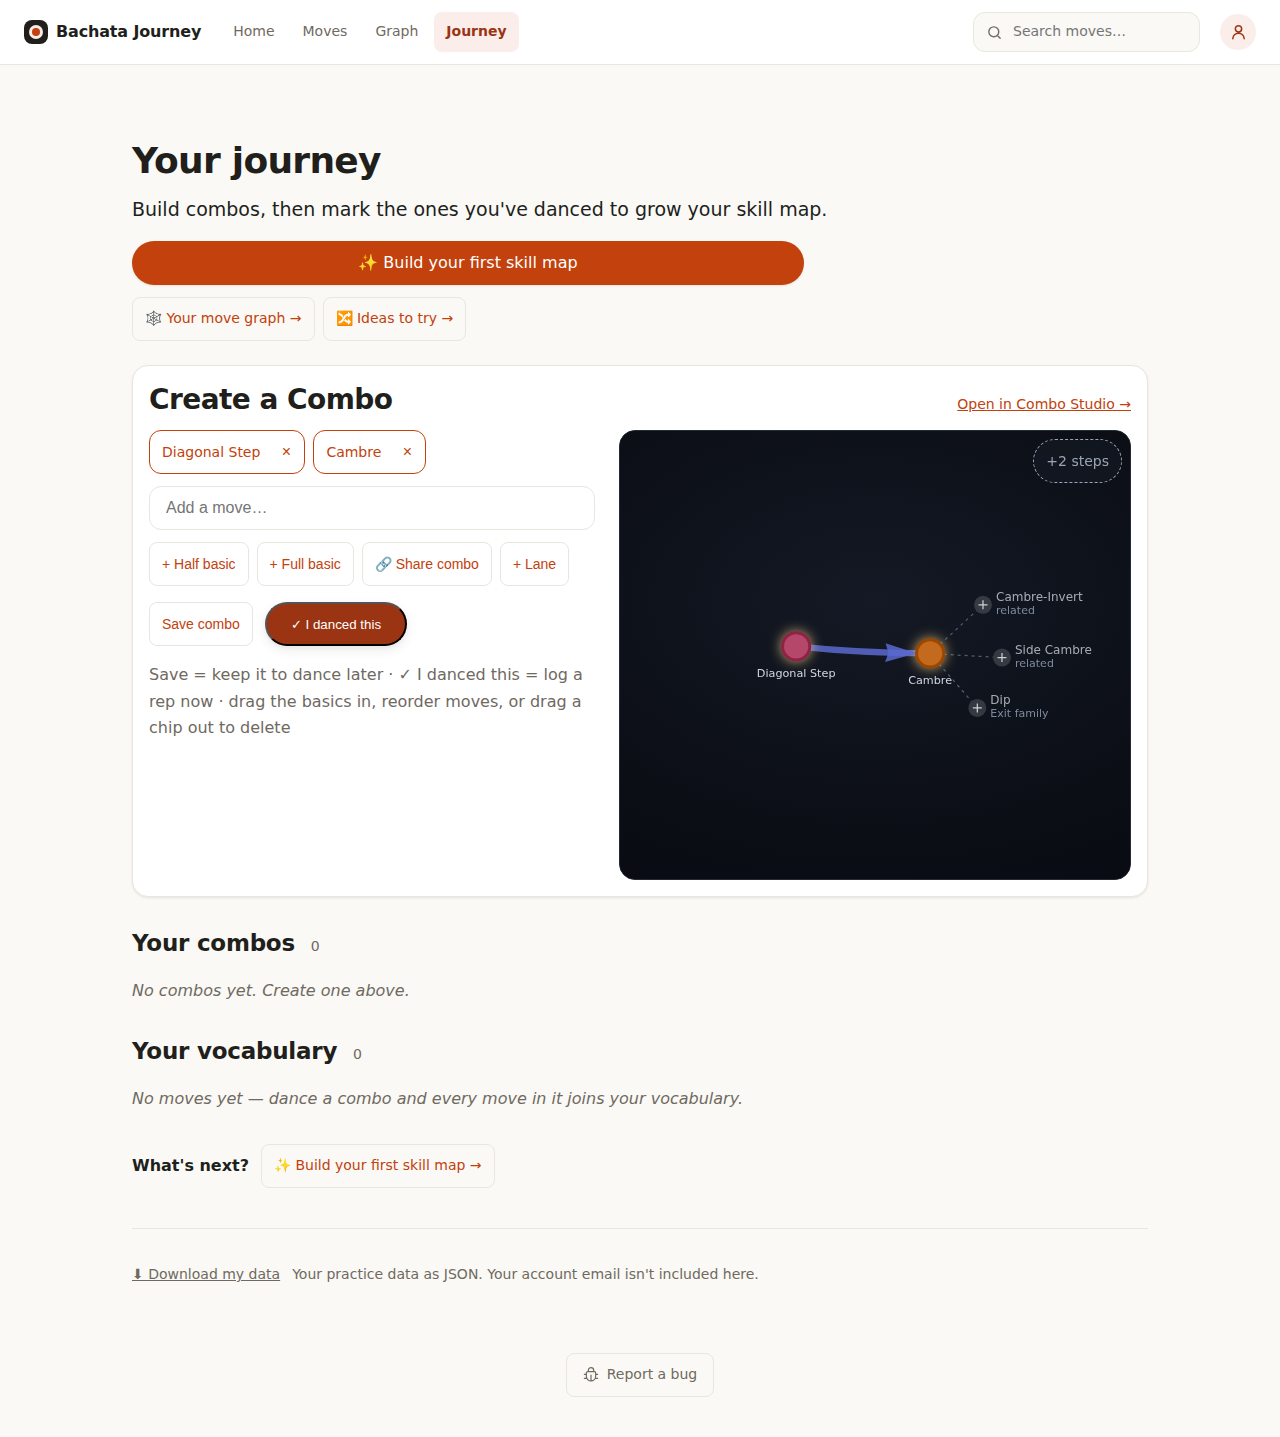 Bachata Journey
Home
Moves
Graph
Journey
Search moves...
Your journey
Build combos, then mark the ones you've danced to grow your skill map.
✨ Build your first skill map
🕸 Your move graph →
🔀 Ideas to try →
Create a Combo
Open in Combo Studio →
Diagonal Step ×
Cambre ×
Add a move…
+ Half basic
+ Full basic
🔗 Share combo
+ Lane
Save combo
✓ I danced this
Save = keep it to dance later · ✓ I danced this = log a
rep now · drag the basics in, reorder moves, or drag a
chip out to delete
+2 steps
Diagonal Step
Cambre
+ Cambre-Invert
related
+ Side Cambre
related
+ Dip
Exit family
Your combos 0
No combos yet. Create one above.
Your vocabulary 0
No moves yet — dance a combo and every move in it joins your vocabulary.
What's next?
✨ Build your first skill map →
⬇ Download my data
Your practice data as JSON. Your account email isn't included here.
Report a bug